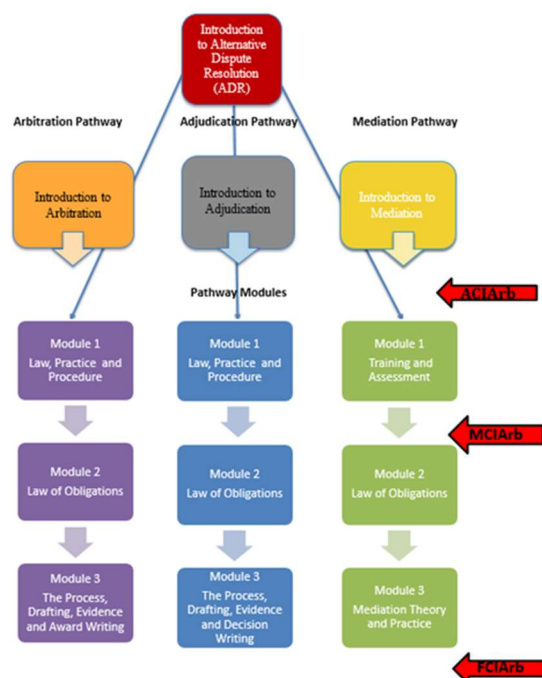 Introduction
to Alternative
Dispute
Resolution
(ADR)
Arbitration Pathway
Adjudication Pathway
Mediation Pathway
Introduction to
Arbitration
Introduction to
Adjudication
Introduction to
Mediation
Pathway Modules
ACIArb
Module 1
Law, Practice and
Procedure
Module 1
Law, Practice and
Procedure
Module 1
Training and
Assessment
MCIArb
Module 2
Law of Obligations
Module 2
Law of Obligations
Module 2
Law of Obligations
Module 3
The Process,
Drafting, Evidence
and Award Writing
Module 3
The Process,
Drafting, Evidence
and Decision
Writing
Module 3
Mediation Theory
and Practice
FCIArb